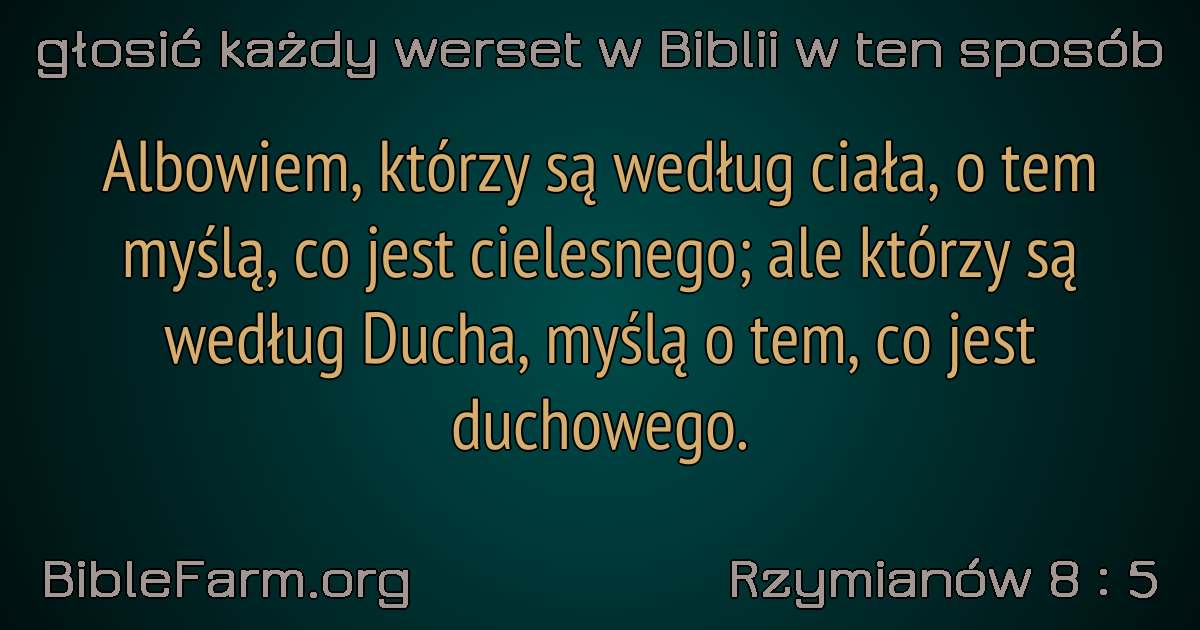 głosić każdy werset w Biblii w ten sposób
Albowiem, którzy są według ciała, o tem
myślą, co jest cielesnego; ale którzy są
według Ducha, myślą o tem, co jest
duchowego.
BibleFarm.org
Rzymianów 8 : 5